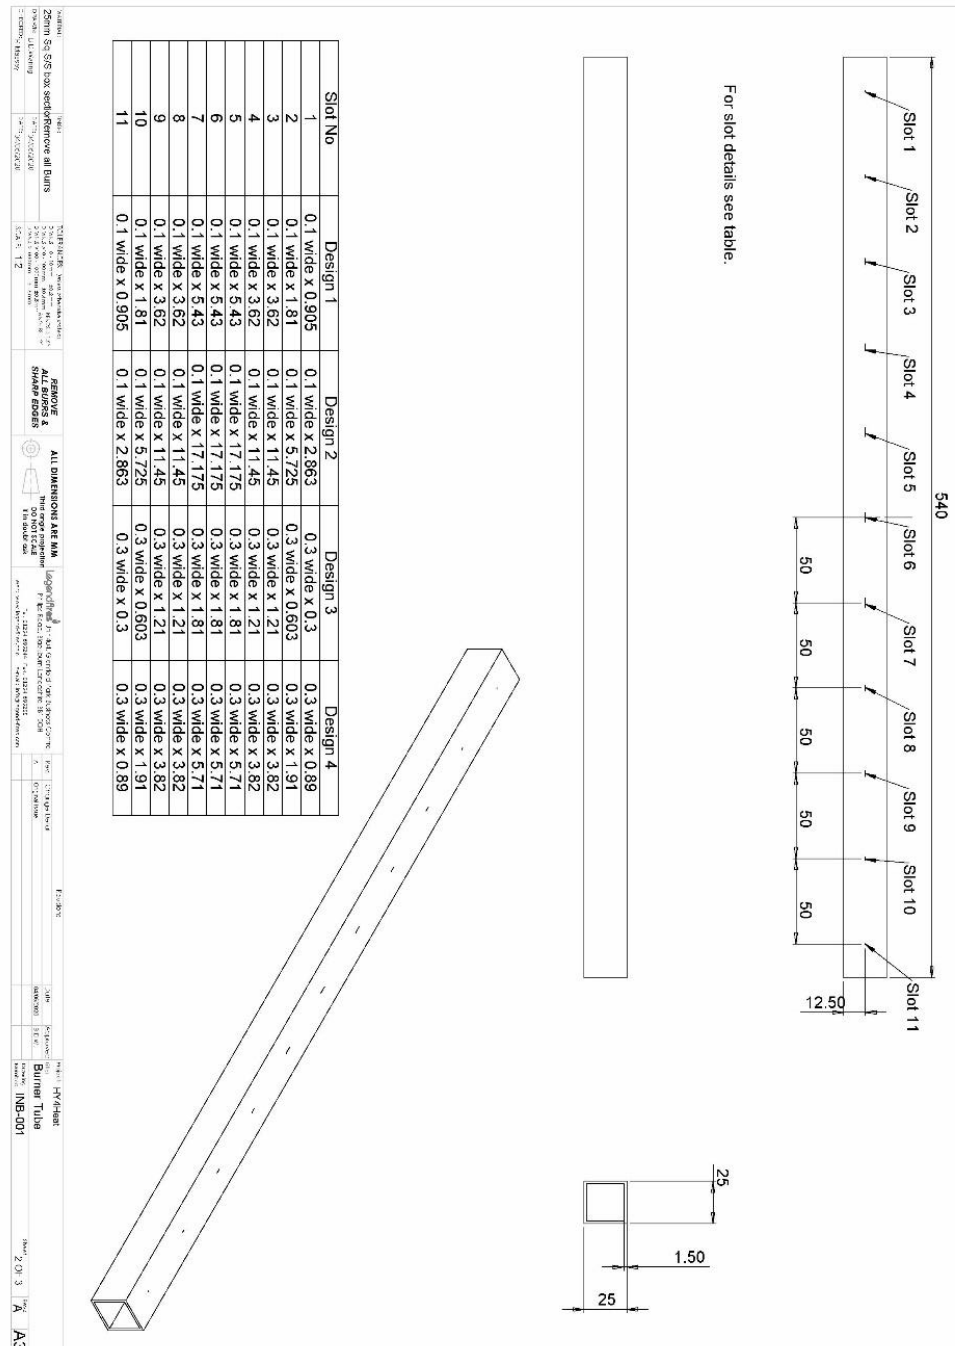 540
Slot 1
Slot 2
Slot 3
Slot 4
Slot 5
Slot 6
Slot 7
Slot 8
Slot 9
Slot 10
Slot 11
50
50
50
50
50
12.50
For slot details see table.
25
1.50
25
Slot No Design 1 Design 2 Design 3 Design 4
1 0.1 wide x 0.905 0.1 wide x 2.863 0.3 wide x 0.3 0.3 wide x 0.89
2 0.1 wide x 1.81 0.1 wide x 5.725 0.3 wide x 0.603 0.3 wide x 1.91
3 0.1 wide x 3.62 0.1 wide x 11.45 0.3 wide x 1.21 0.3 wide x 3.82
4 0.1 wide x 3.62 0.1 wide x 11.45 0.3 wide x 1.21 0.3 wide x 3.82
5 0.1 wide x 5.43 0.1 wide x 17.175 0.3 wide x 1.81 0.3 wide x 5.71
6 0.1 wide x 5.43 0.1 wide x 17.175 0.3 wide x 1.81 0.3 wide x 5.71
7 0.1 wide x 5.43 0.1 wide x 17.175 0.3 wide x 1.81 0.3 wide x 5.71
8 0.1 wide x 3.62 0.1 wide x 11.45 0.3 wide x 1.21 0.3 wide x 3.82
9 0.1 wide x 3.62 0.1 wide x 11.45 0.3 wide x 1.21 0.3 wide x 3.82
10 0.1 wide x 1.81 0.1 wide x 5.725 0.3 wide x 0.603 0.3 wide x 1.91
11 0.1 wide x 0.905 0.1 wide x 2.863 0.3 wide x 0.3 0.3 wide x 0.89
25mm Sq S/S box section
Remove all Burrs
SCALE 1:2
REMOVE
ALL BURRS &
SHARP EDGES
ALL DIMENSIONS ARE MM
Third angle projection
DO NOT SCALE
If in doubt ask
Legendfires
HY4Heat
Burner Tube
INB-001
2 OF 3
A
A3